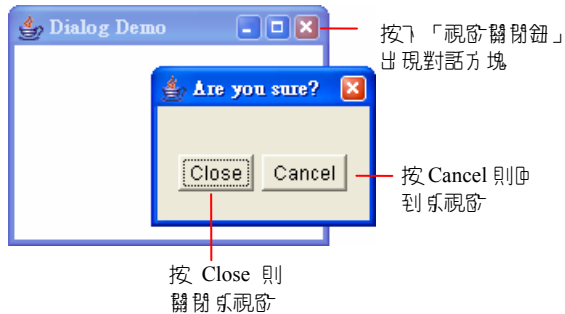 Dialog Demo
按下「視窗關閉鈕」
出現對話方塊
Are you sure?
Close
Cancel
按 Cancel 則回
到原視窗
按 Close 則
關閉原視窗